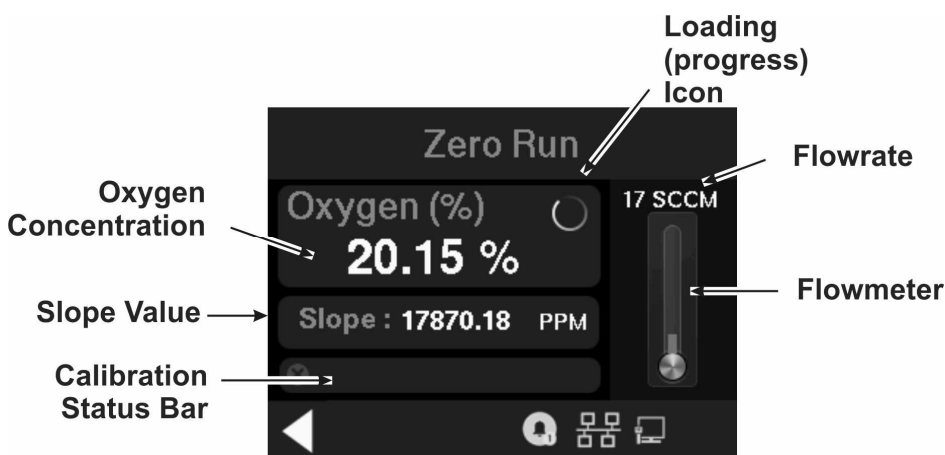 Loading
(progress)
Icon
Zero Run
Flowrate
Oxygen
Concentration
Oxygen (%)
17 SCCM
20.15 %
Flowmeter
Slope Value
Slope : 17870.18 PPM
Calibration
Status Bar